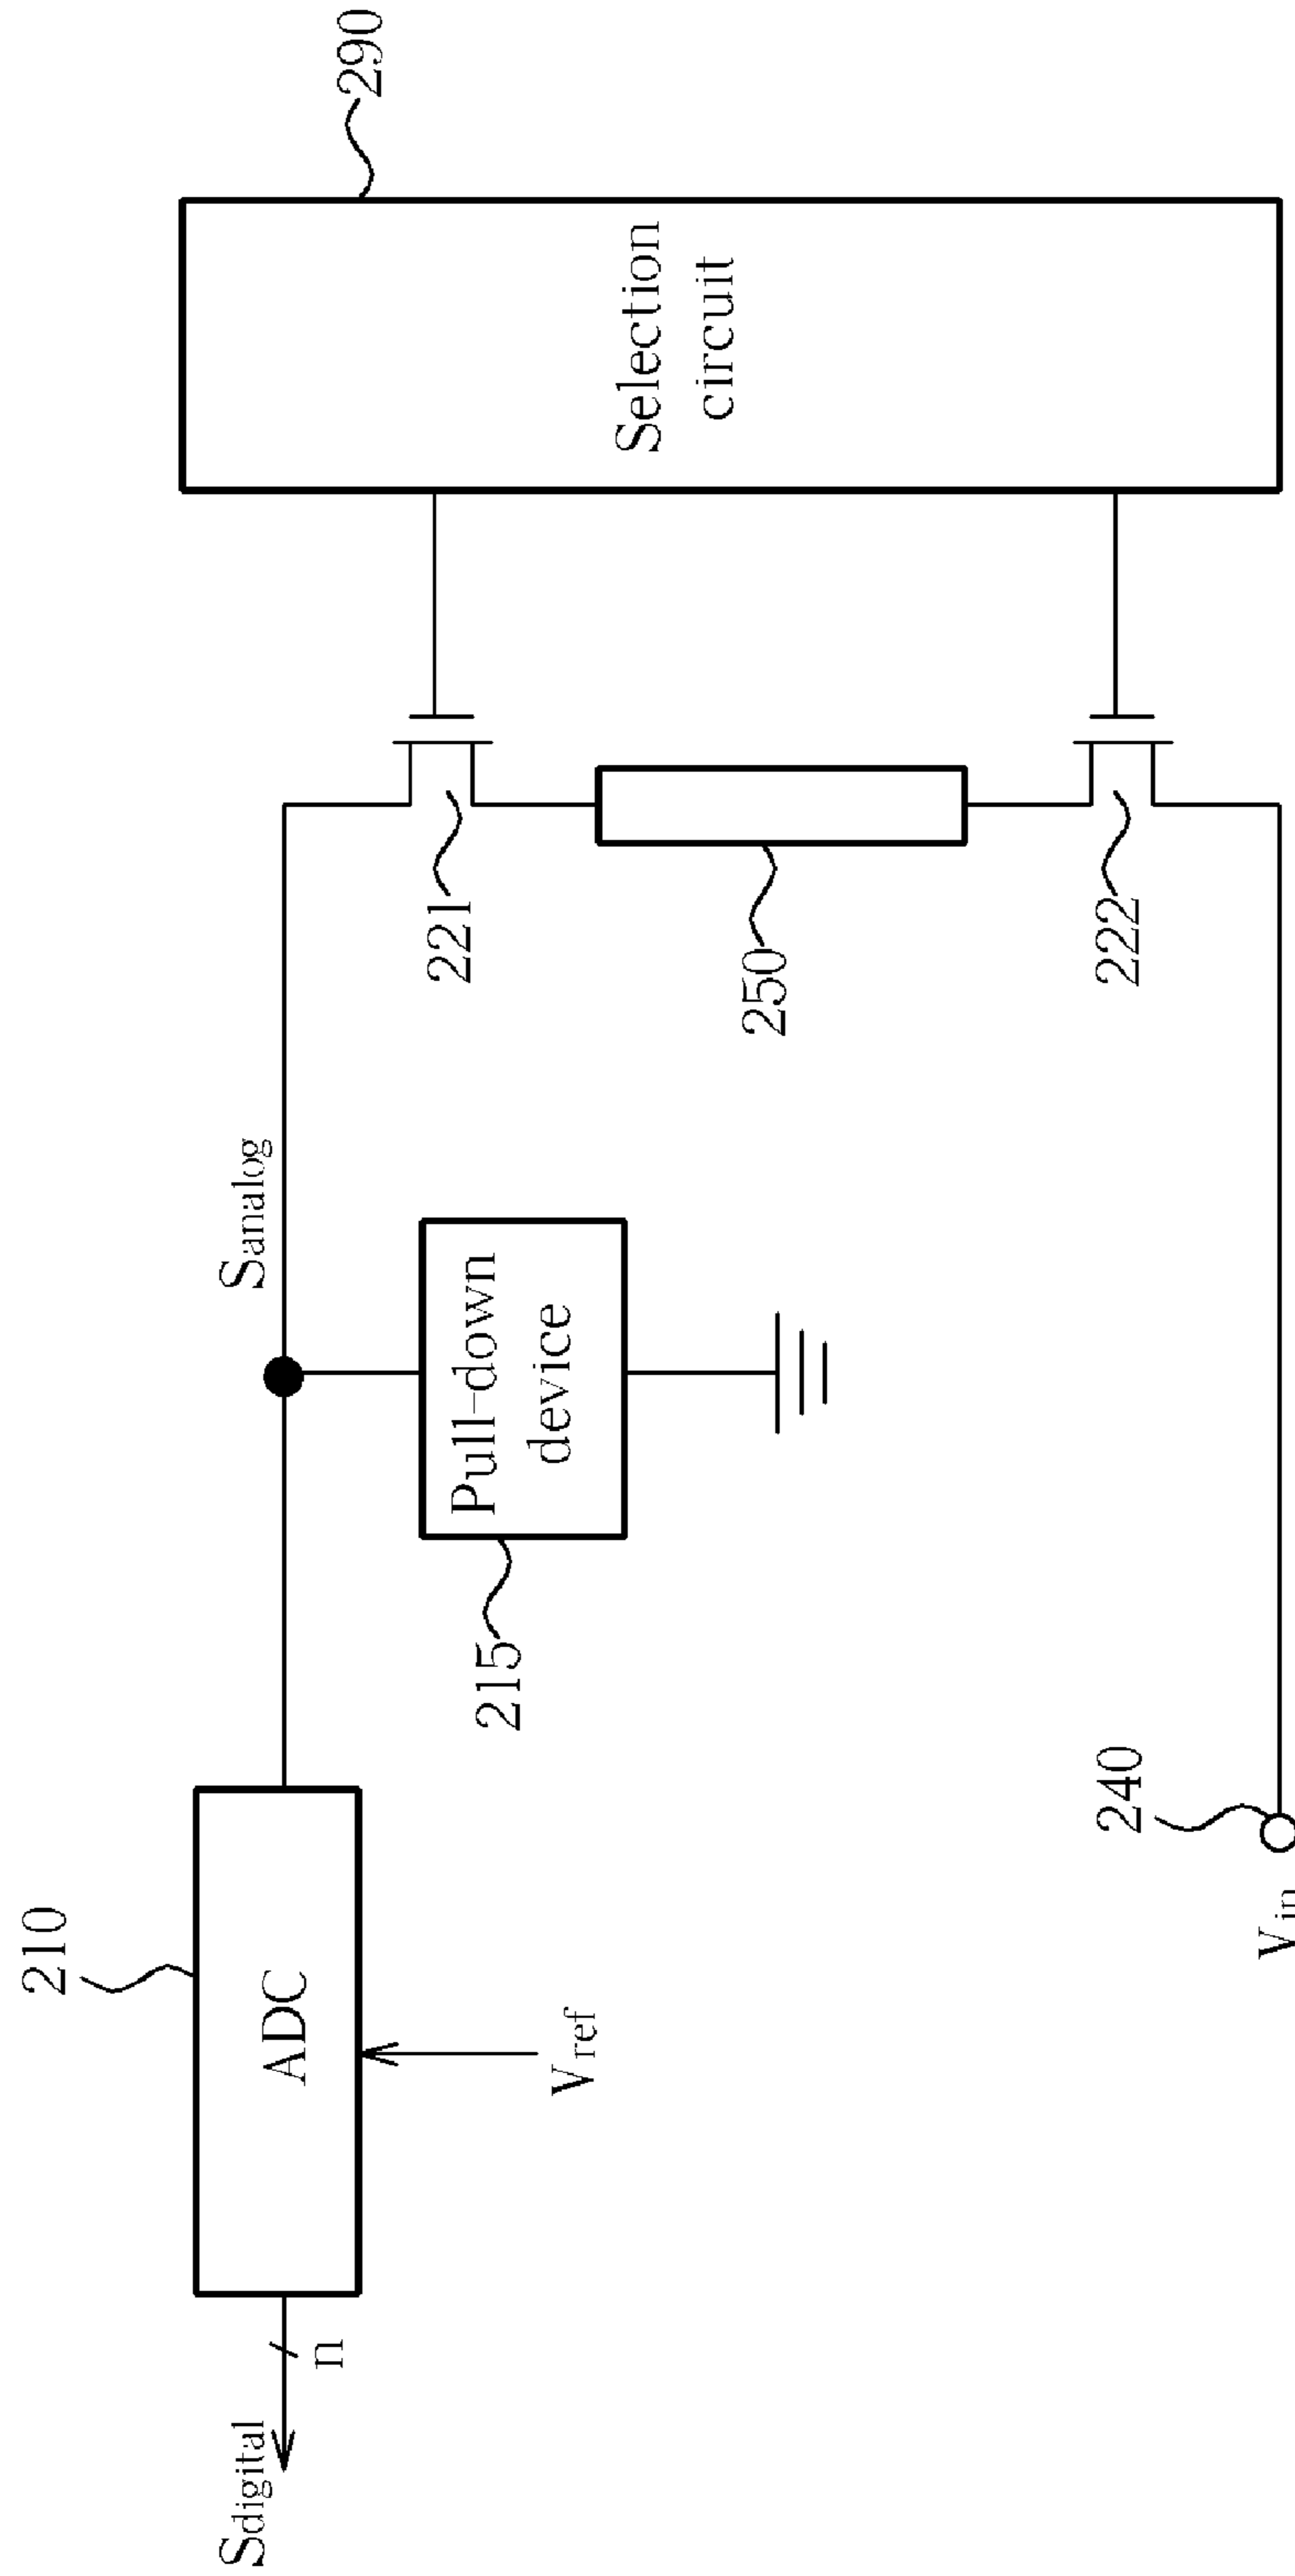 210
Sdigital
n
ADC
Vref
Sanalog
215
Pull-down
device
221
250
222
240
Vin
290
Selection
circuit